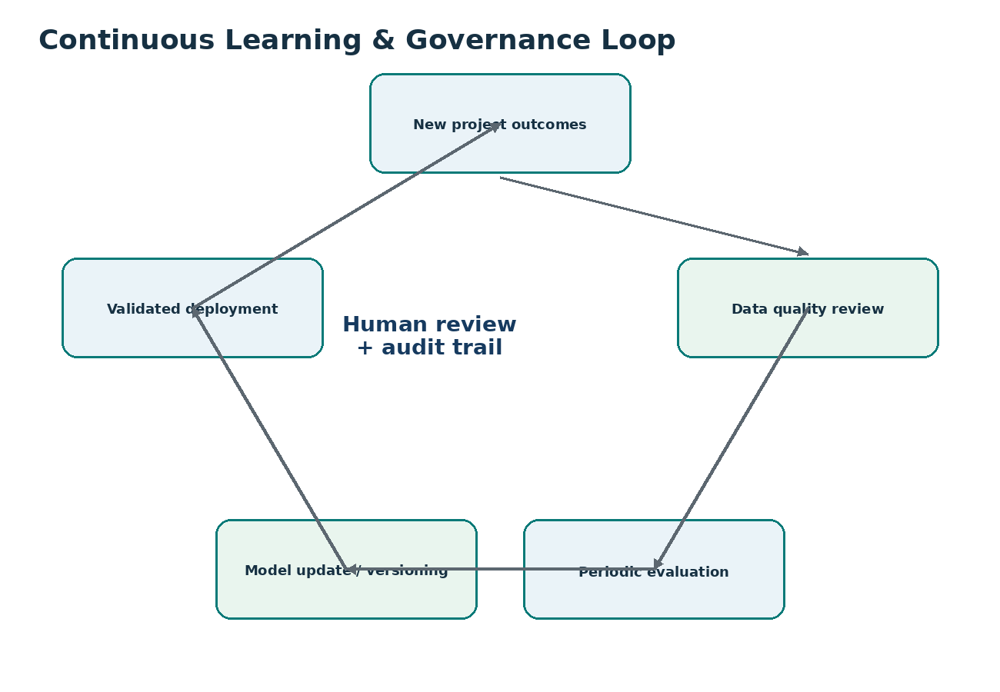 Continuous Learning & Governance Loop
New project outcomes
Validated deployment
Human review
+ audit trail
Data quality review
Model update / versioning
Periodic evaluation